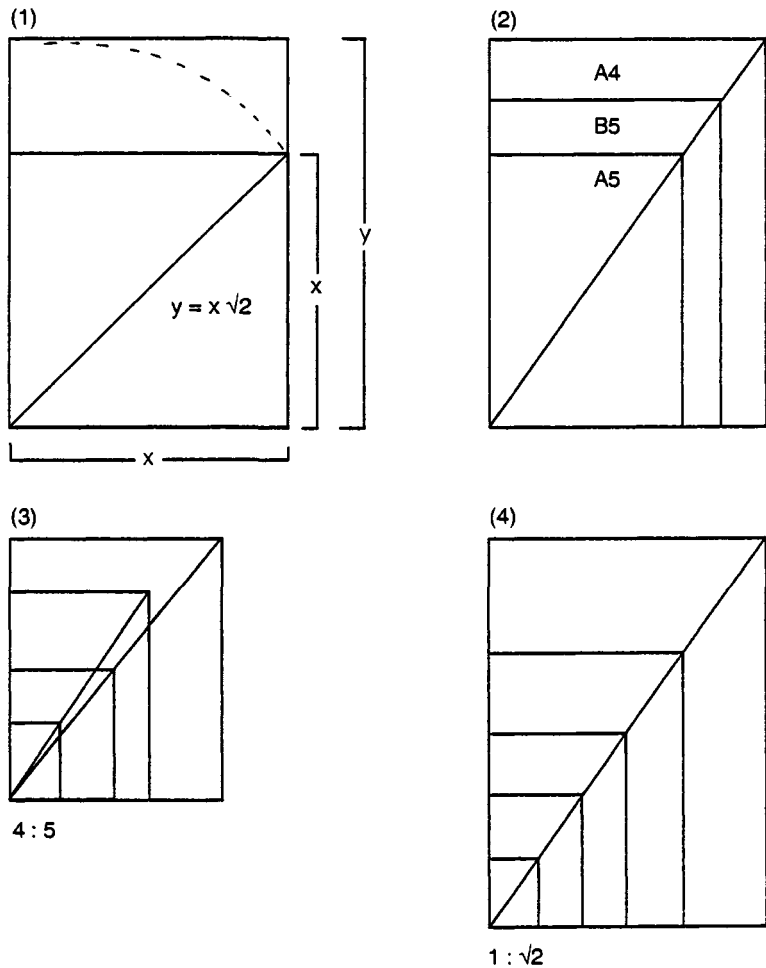 (1)
y
x
y = x √2
x
(2)
A4
B5
A5
(3)
4 : 5
(4)
1 : √2